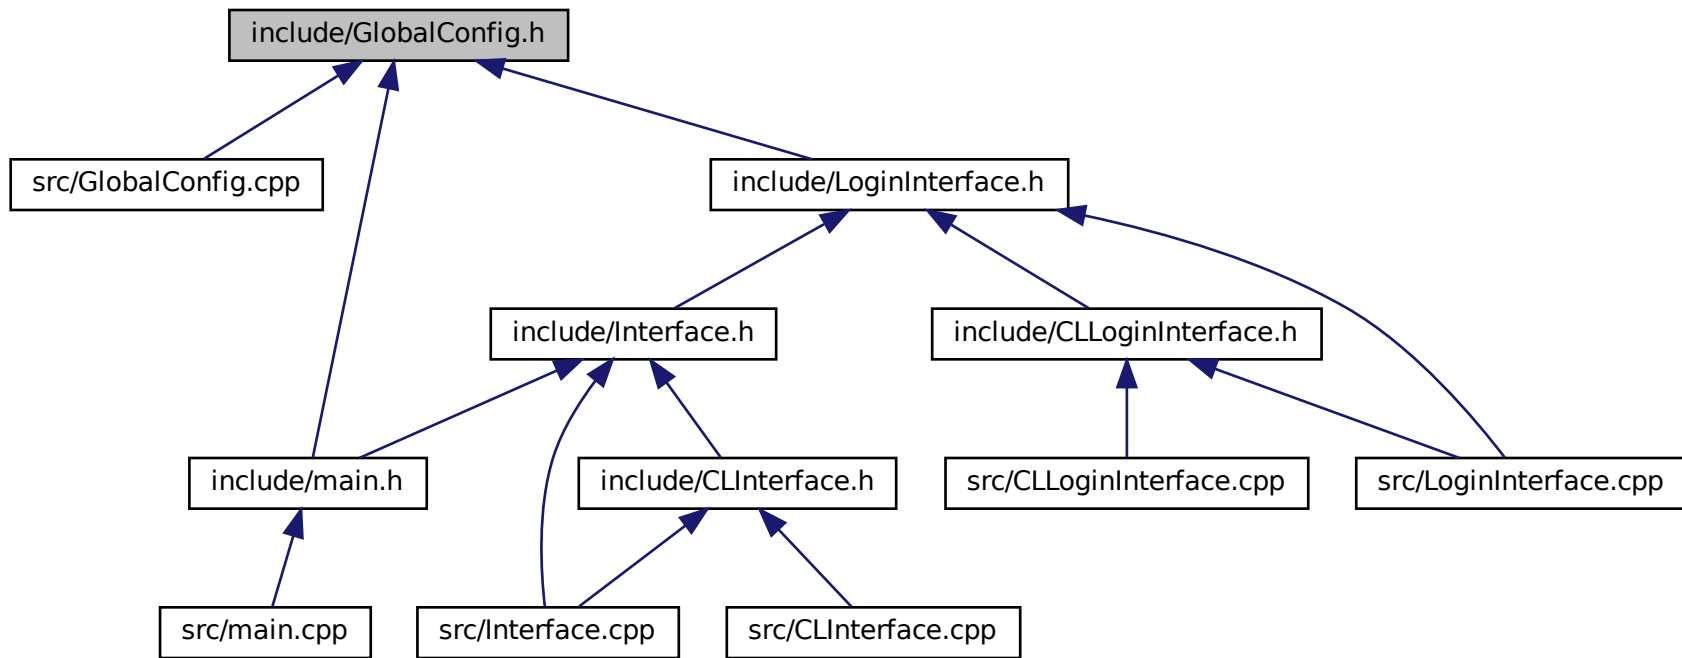 include/GlobalConfig.h
src/GlobalConfig.cpp
include/LoginInterface.h
include/Interface.h
include/CLLoginInterface.h
include/main.h
include/CLInterface.h
src/CLLoginInterface.cpp
src/LoginInterface.cpp
src/main.cpp
src/Interface.cpp
src/CLInterface.cpp